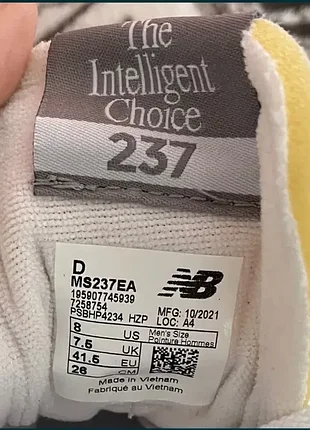 The
Intelligent
Choice
237
D
MS237EA
195907745939
7258754
PSBHP4234 HZP
NB
MFG: 10/2021
LOC: A4
8 US
7.5 UK
41.5 EU
26 CM
Men's Size
Pointure Hommes
Made in Vietnam
Fabriqué au Vietnam